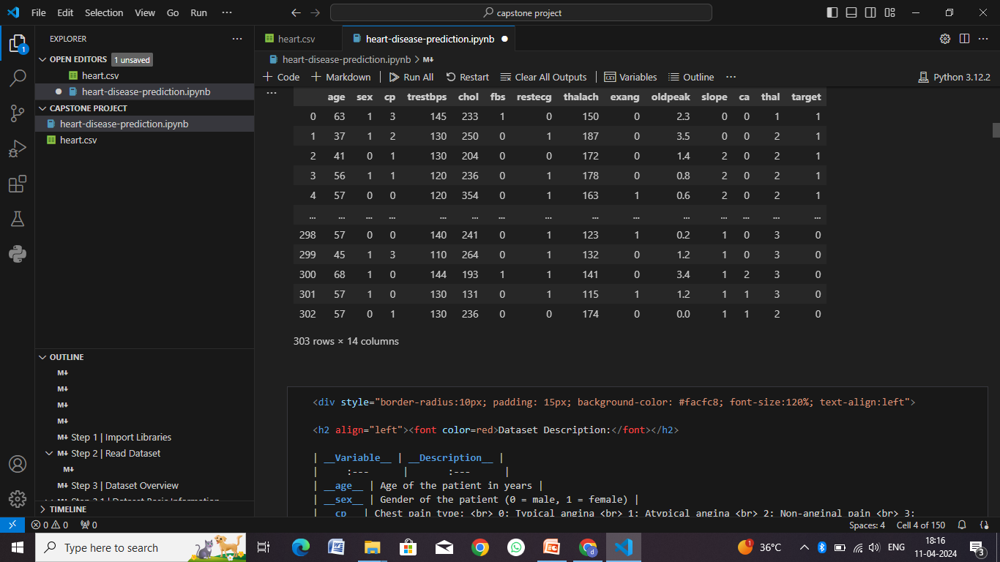 File Edit Selection View Go Run ··· capstone project
EXPLORER ···
OPEN EDITORS 1 unsaved
heart.csv
heart-disease-prediction.ipynb
CAPSTONE PROJECT
heart-disease-prediction.ipynb
heart.csv
OUTLINE
M↓
M↓
M↓
M↓
M↓ Step 1 | Import Libraries
M↓ Step 2 | Read Dataset
M↓
M↓ Step 3 | Dataset Overview
M↓ Step 3.1 | Dataset Basic Information
TIMELINE
heart.csv heart-disease-prediction.ipynb ···
heart-disease-prediction.ipynb > M↓
+ Code + Markdown Run All Restart Clear All Outputs Variables Outline ··· Python 3.12.2
···
age sex cp trestbps chol fbs restecg thalach exang oldpeak slope ca thal target
0 63 1 3 145 233 1 0 150 0 2.3 0 0 1 1
1 37 1 2 130 250 0 1 187 0 3.5 0 0 2 1
2 41 0 1 130 204 0 0 172 0 1.4 2 0 2 1
3 56 1 1 120 236 0 1 178 0 0.8 2 0 2 1
4 57 0 0 120 354 0 1 163 1 0.6 2 0 2 1
... ... ... ... ... ... ... ... ... ... ... ... ... ... ...
298 57 0 0 140 241 0 1 123 1 0.2 1 0 3 0
299 45 1 3 110 264 0 1 132 0 1.2 1 0 3 0
300 68 1 0 144 193 1 1 141 0 3.4 1 2 3 0
301 57 1 0 130 131 0 1 115 1 1.2 1 1 3 0
302 57 0 1 130 236 0 0 174 0 0.0 1 1 2 0
303 rows × 14 columns
<div style="border-radius:10px; padding: 15px; background-color: #facfc8; font-size:120%; text-align:left">
<h2 align="left"><font color=red>Dataset Description:</font></h2>
| __Variable__ | __Description__ |
| :--- | :--- |
| __age__ | Age of the patient in years |
| __sex__ | Gender of the patient (0 = male, 1 = female) |
| __cp__ | Chest pain type: <br> 0: Typical angina <br> 1: Atypical angina <br> 2: Non-anginal pain <br> 3:
0 0 0 Spaces: 4 Cell 4 of 150
Type here to search 36°C ENG 18:16
11-04-2024 3